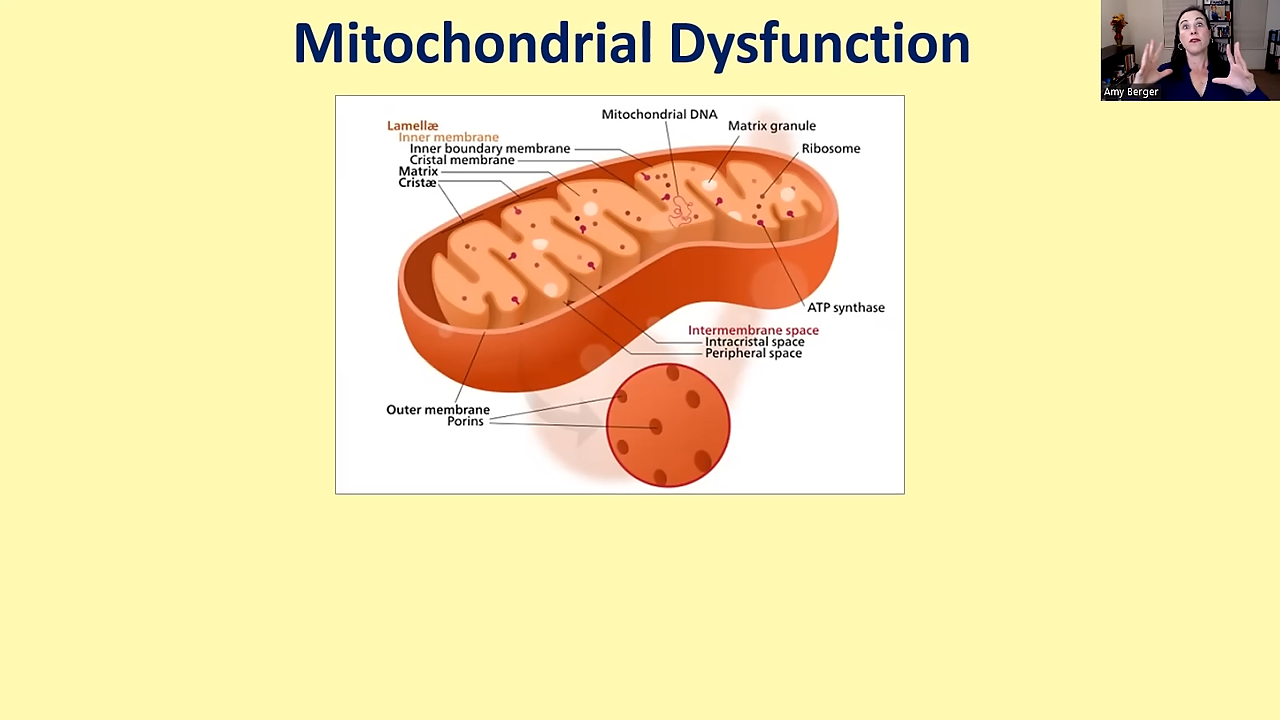 Mitochondrial Dysfunction
Amy Berger
Mitochondrial DNA
Matrix granule
Ribosome
Lamellæ
Inner membrane
Inner boundary membrane
Cristal membrane
Matrix
Cristæ
ATP synthase
Intermembrane space
Intracristal space
Peripheral space
Outer membrane
Porins